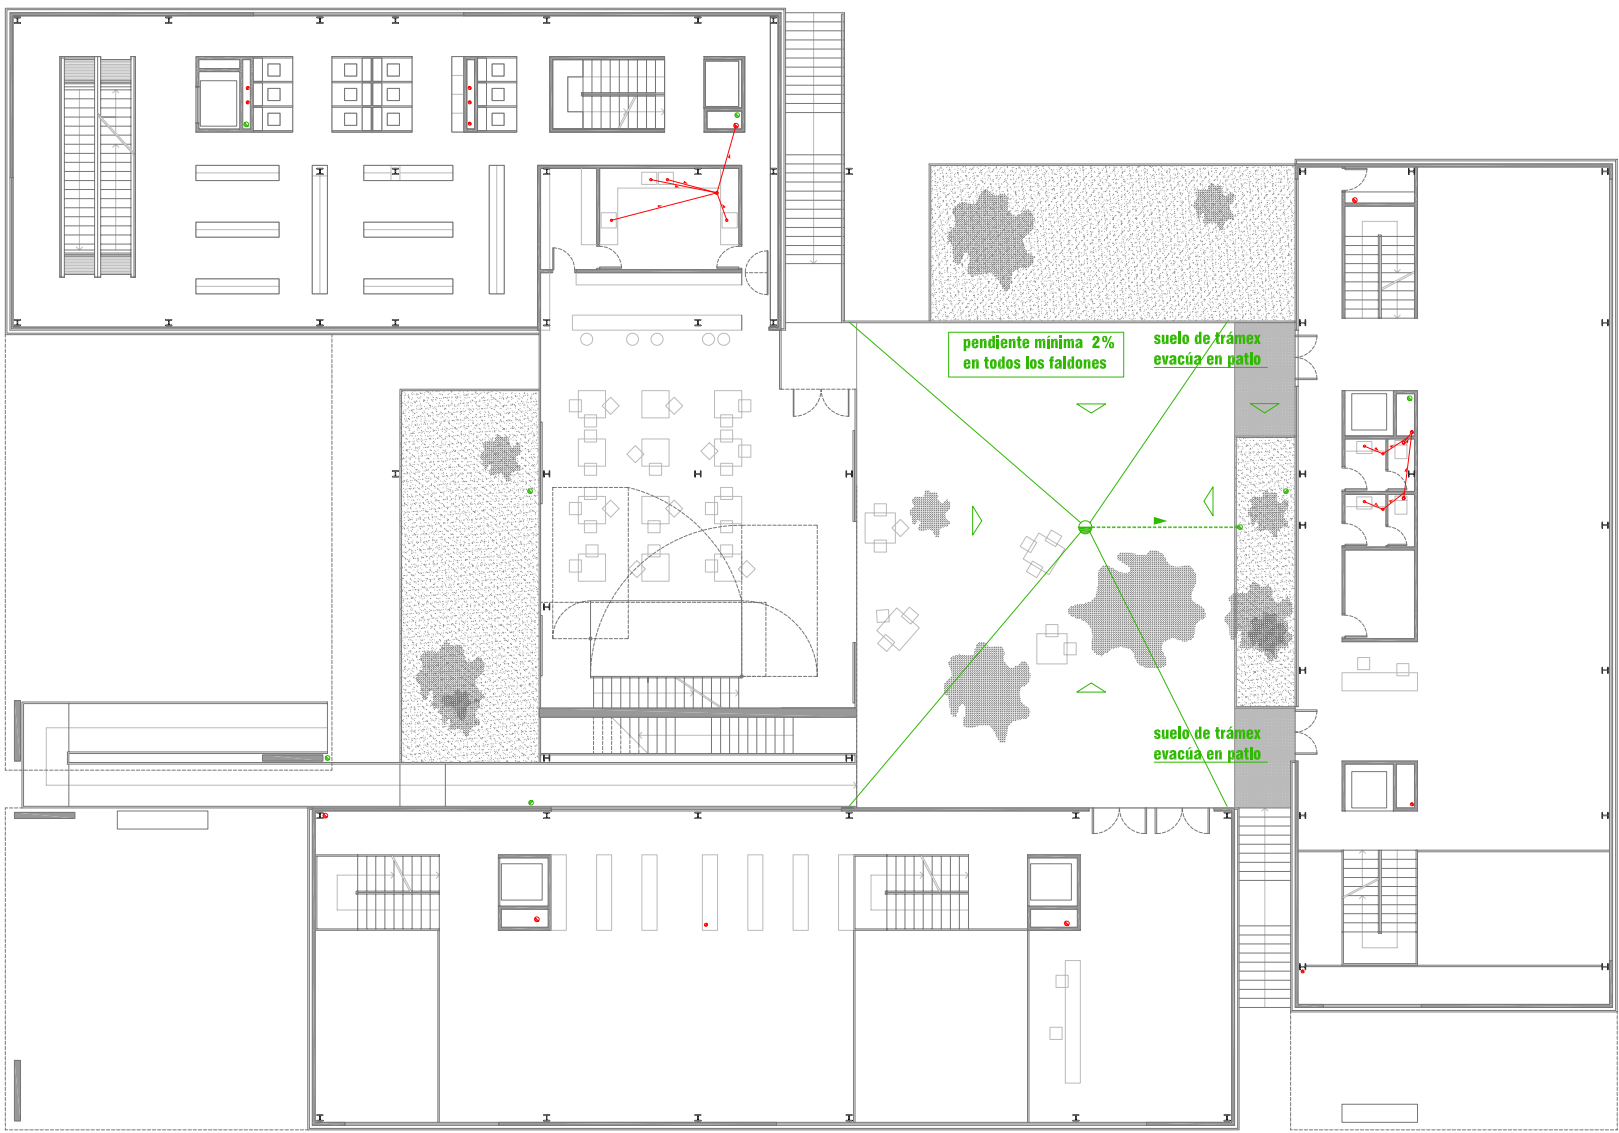 pendiente mínima 2%
en todos los faldones
suelo de trámex
evacúa en patio
suelo de trámex
evacúa en patio